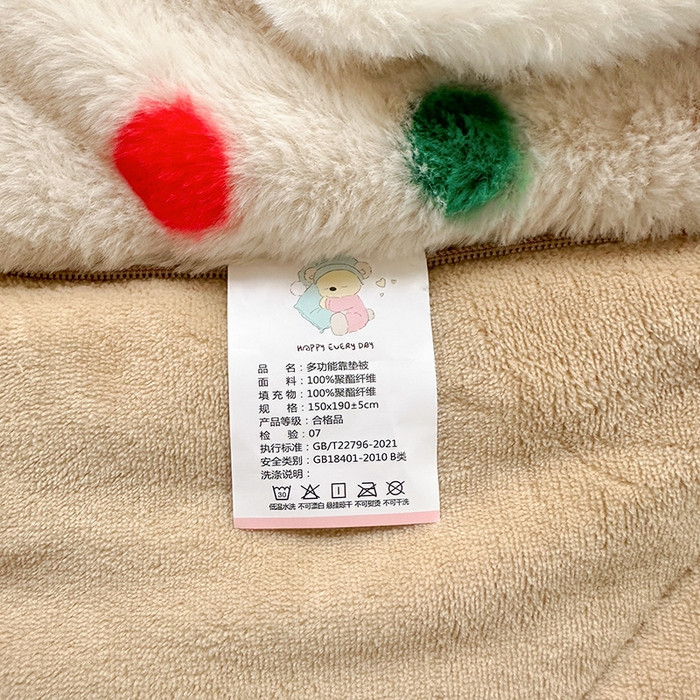 HAPPY EVERY DAY
品 名：多功能靠垫被
面 料：100%聚酯纤维
填 充 物：100%聚酯纤维
规 格：150x190±5cm
产品等级：合格品
检 验：07
执行标准：GB/T22796-2021
安全类别：GB18401-2010 B类
洗涤说明：
30
低温水洗 不可漂白 悬挂晾干 不可熨烫 不可干洗